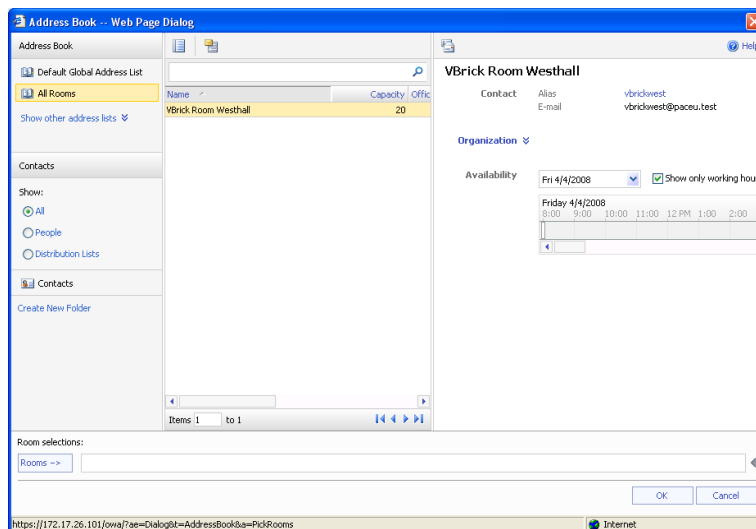 Address Book -- Web Page Dialog
Address Book
Help
Default Global Address List
All Rooms
Show other address lists
Contacts
Show:
All
People
Distribution Lists
Contacts
Create New Folder
Name Capacity Offic
VBrick Room Westhall 20
Items 1 to 1
VBrick Room Westhall
Contact Alias vbrickwest
E-mail vbrickwest@paceu.test
Organization
Availability Fri 4/4/2008 Show only working hour
Friday 4/4/2008
8:00 9:00 10:00 11:00 12 PM 1:00 2:00
Room selections:
Rooms ->
OK Cancel
https://172.17.26.101/owa/?ae=Dialog&t=AddressBook&a=PickRooms Internet